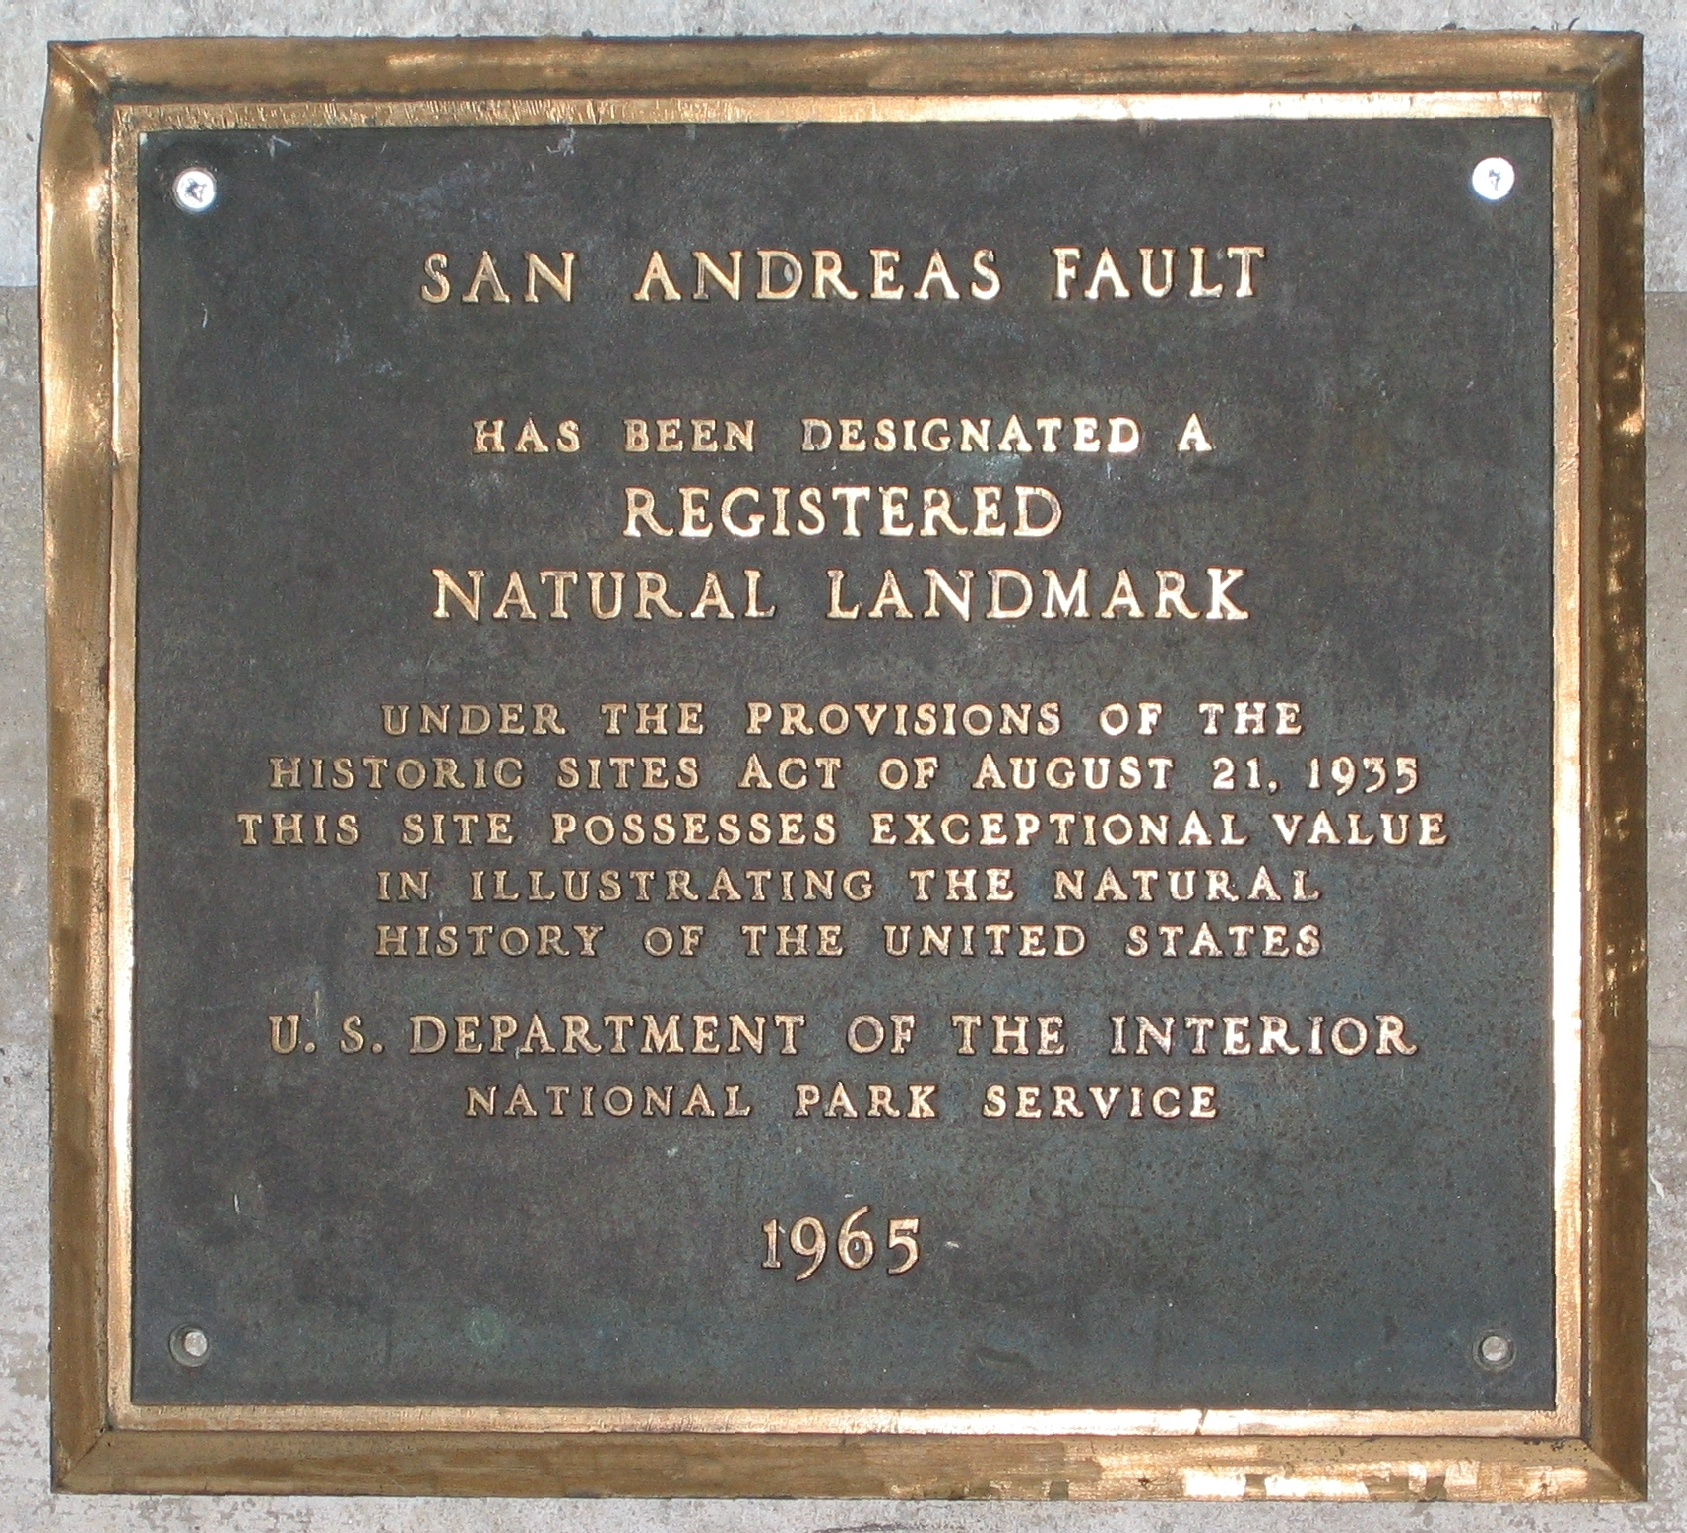 SAN ANDREAS FAULT
HAS BEEN DESIGNATED A
REGISTERED
NATURAL LANDMARK
UNDER THE PROVISIONS OF THE
HISTORIC SITES ACT OF AUGUST 21, 1935
THIS SITE POSSESSES EXCEPTIONAL VALUE
IN ILLUSTRATING THE NATURAL
HISTORY OF THE UNITED STATES
U. S. DEPARTMENT OF THE INTERIOR
NATIONAL PARK SERVICE
1965